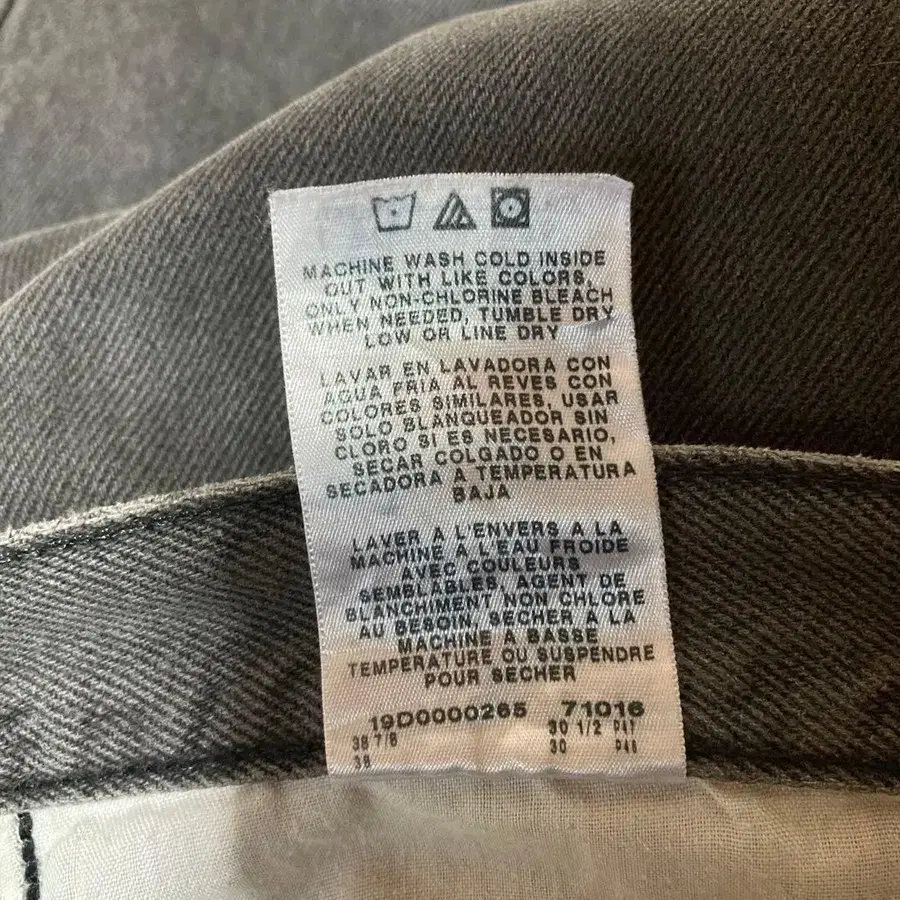 MACHINE WASH COLD INSIDE
OUT WITH LIKE COLORS,
ONLY NON-CHLORINE BLEACH
WHEN NEEDED, TUMBLE DRY
LOW OR LINE DRY
LAVAR EN LAVADORA CON
AGUA FRIA AL REVES CON
COLORES SIMILARES, USAR
SOLO BLANQUEADOR SIN
CLORO SI ES NECESARIO,
SECAR COLGADO O EN
SECADORA A TEMPERATURA
BAJA
LAVER A L'ENVERS A LA
MACHINE A L'EAU FROIDE
AVEC COULEURS
SEMBLABLES, AGENT DE
BLANCHIMENT NON CHLORE
AU BESOIN, SECHER A LA
MACHINE A BASSE
TEMPERATURE OU SUSPENDRE
POUR SECHER
19D0000265 71016
38 7/8 30 1/2 P47
38 30 P48